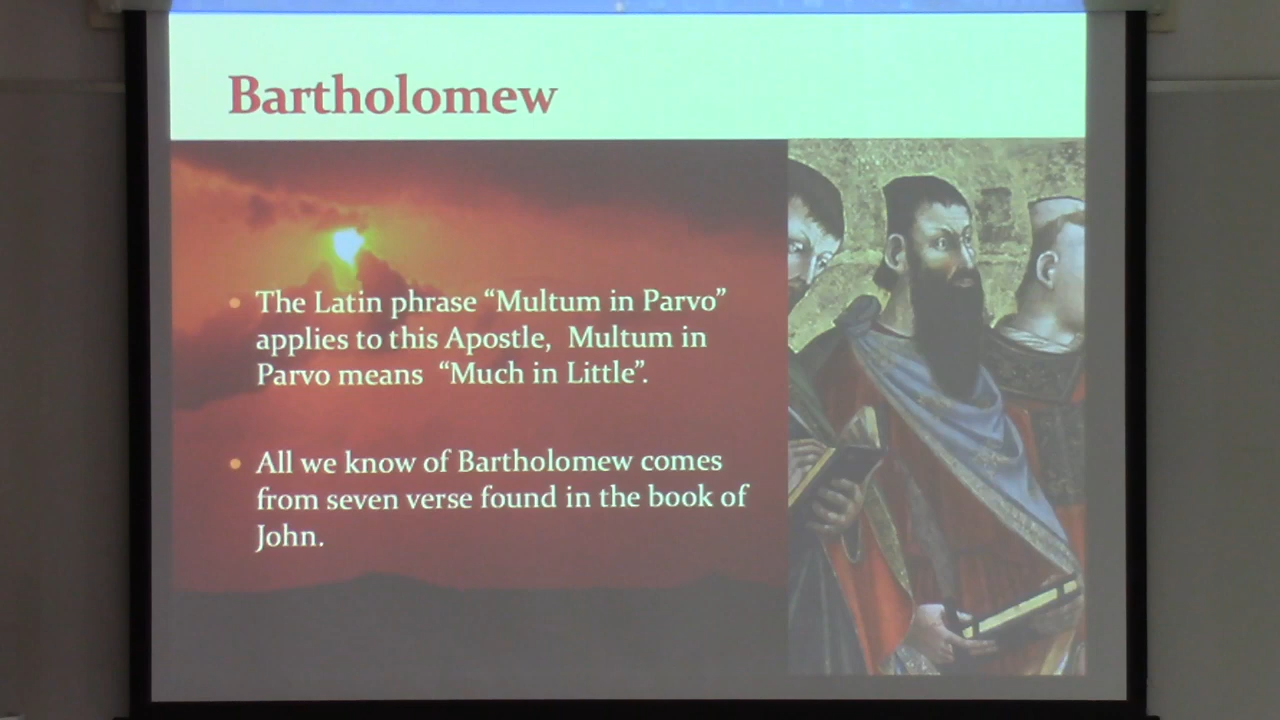 Bartholomew
• The Latin phrase “Multum in Parvo”
applies to this Apostle, Multum in
Parvo means “Much in Little”.
• All we know of Bartholomew comes
from seven verse found in the book of
John.